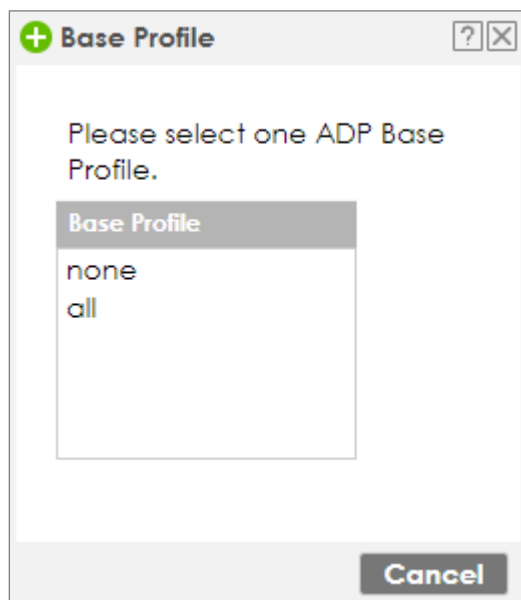 Base Profile
Please select one ADP Base
Profile.
Base Profile
none
all
Cancel